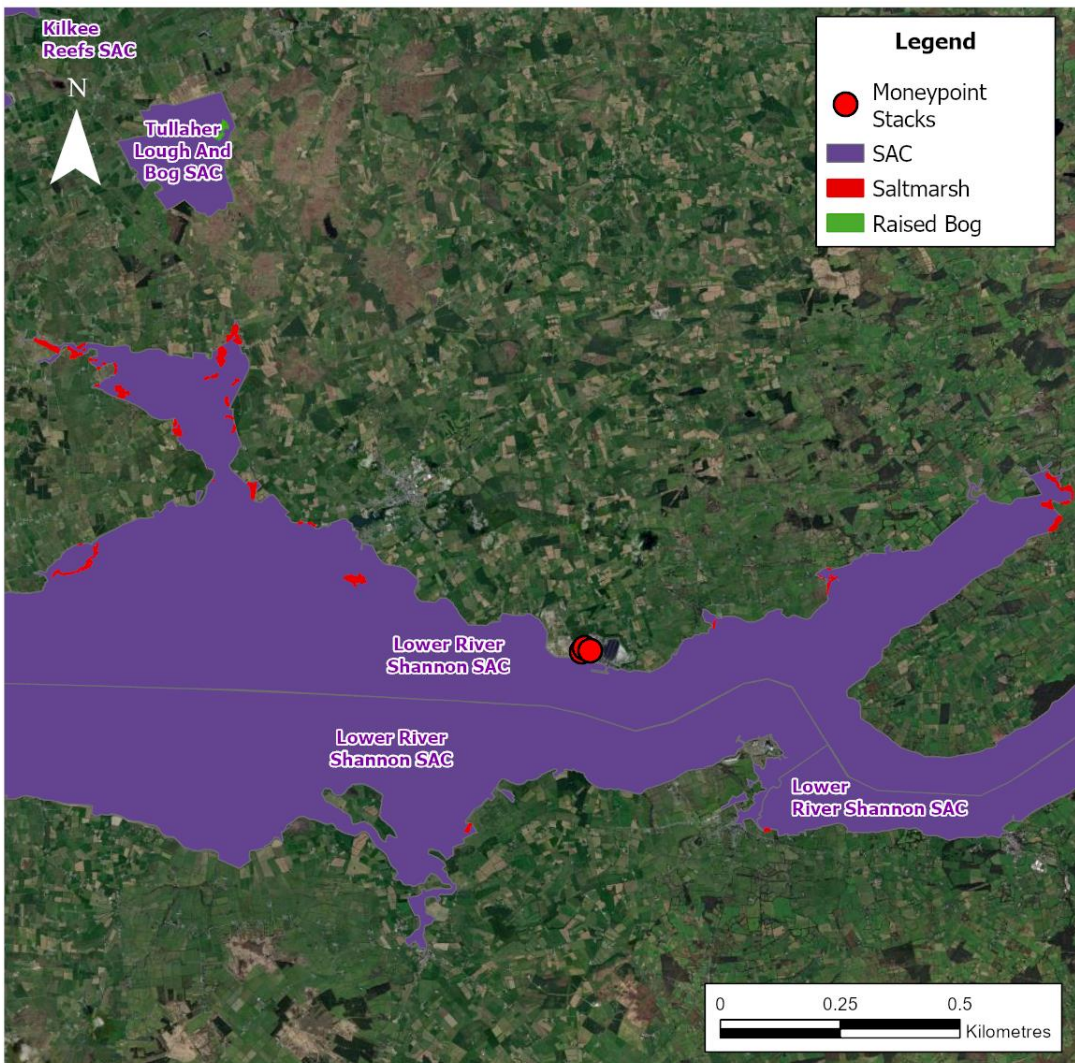 Kilkee
Reefs SAC
N
Tullaher
Lough And
Bog SAC
Legend
Moneypoint
Stacks
SAC
Saltmarsh
Raised Bog
Lower River
Shannon SAC
Lower River
Shannon SAC
Lower
River Shannon SAC
0 0.25 0.5
Kilometres